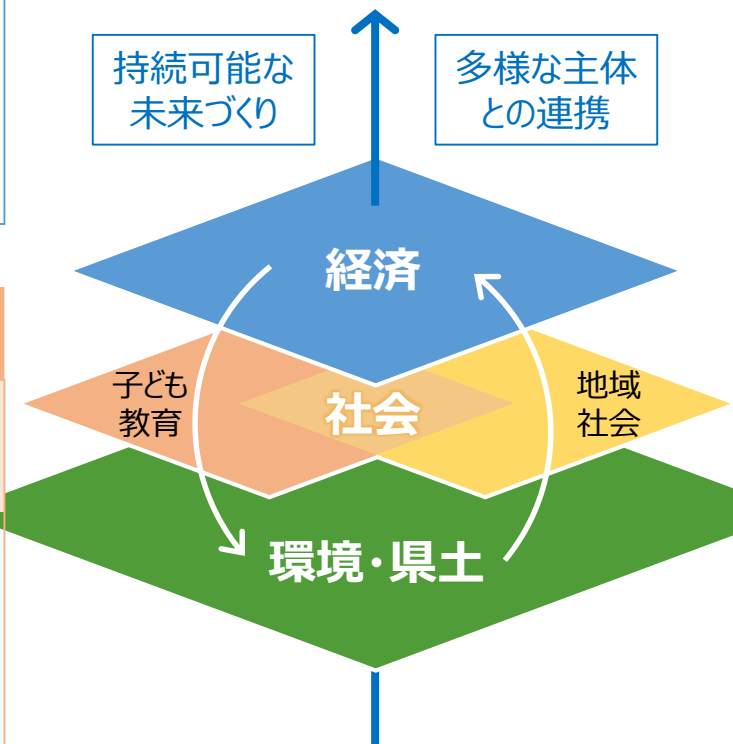 持続可能な
未来づくり
多様な主体
との連携
経済
子ども
教育
社会
地域
社会
環境・県土